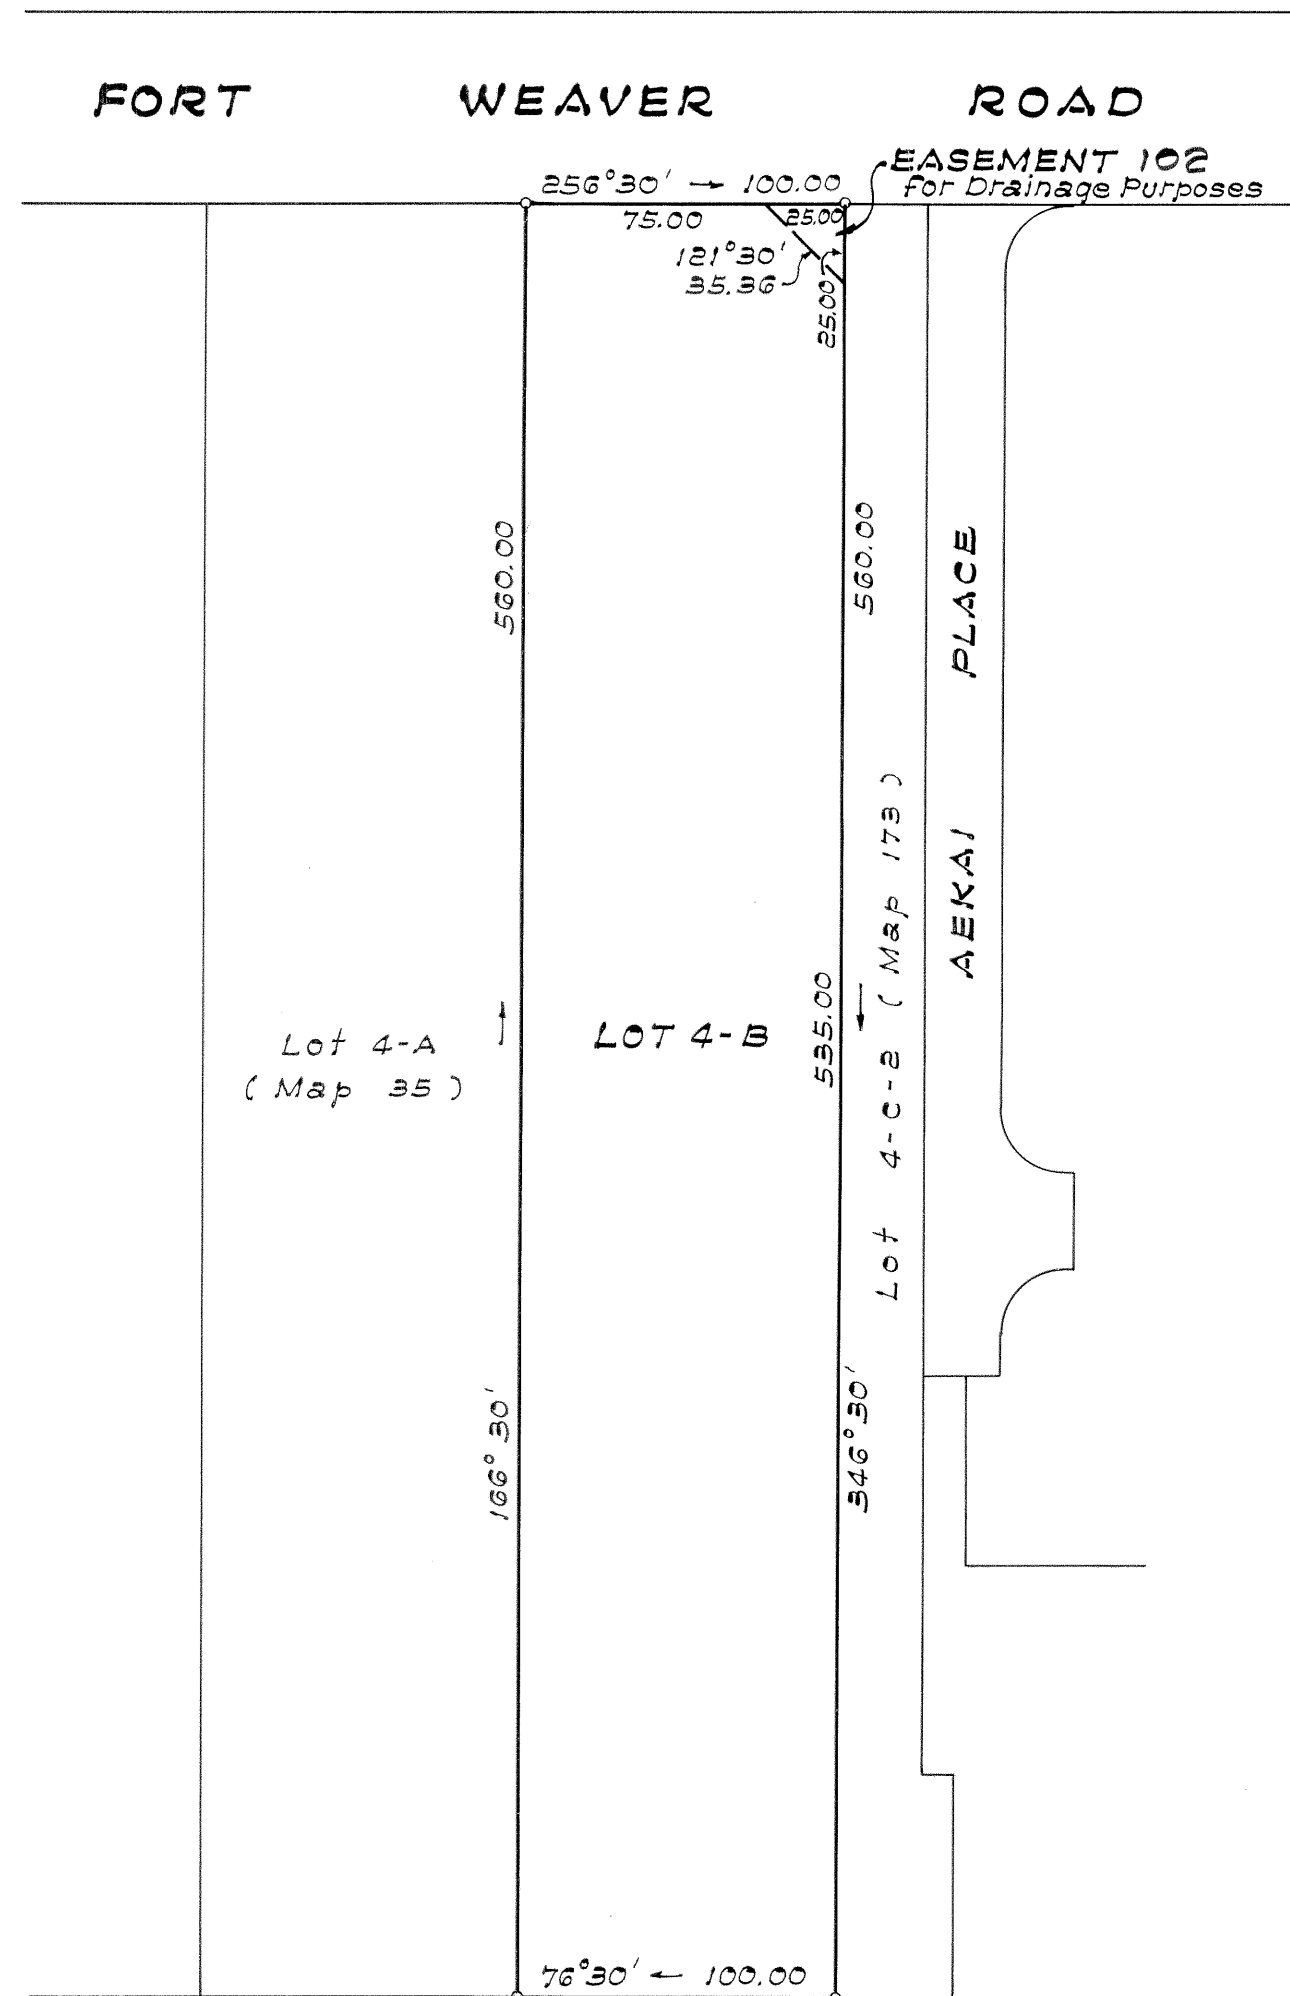 FORT WEAVER ROAD
EASEMENT 102
for Drainage Purposes
256°30' → 100.00
75.00
25.00
121°30'
35.36
25.00
560.00
560.00
PLACE
AEKAI
Lot 4-C-2 (Map 173)
535.00
LOT 4-B
Lot 4-A
(Map 35)
166°30'
346°30'
76°30' ← 100.00